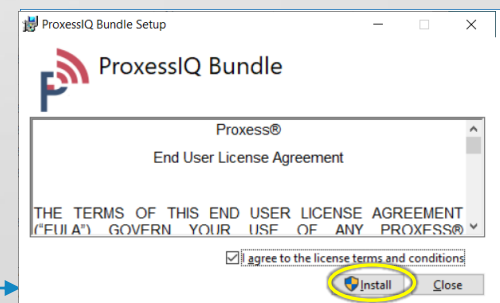 ProxessIQ Bundle Setup
ProxessIQ Bundle
Proxess®
End User License Agreement
THE TERMS OF THIS END USER LICENSE AGREEMENT
("EULA") GOVERN YOUR USE OF ANY PROXESS®
I agree to the license terms and conditions
Install
Close